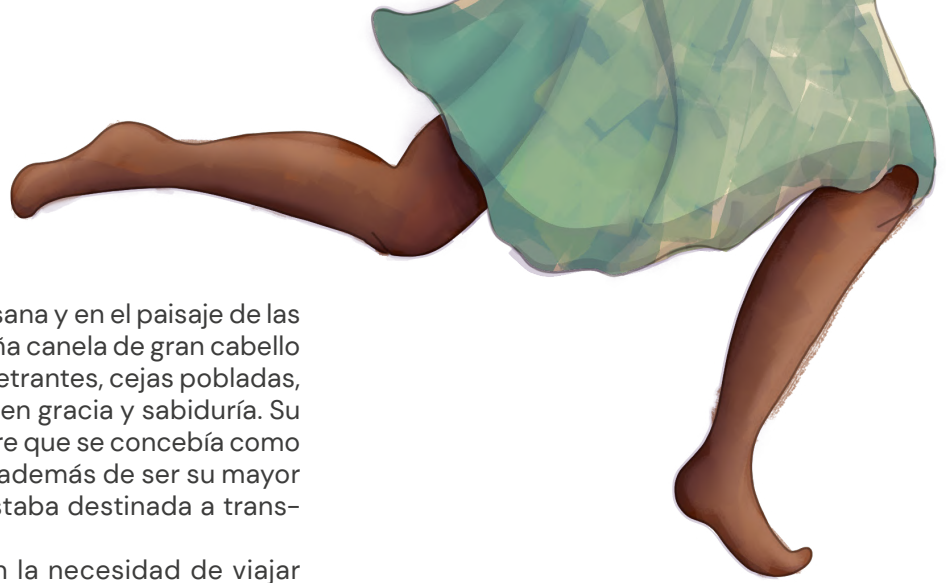 sana y en el paisaje de las
ña canela de gran cabello
etrantes, cejas pobladas,
en gracia y sabiduría. Su
re que se concebía como
además de ser su mayor
staba destinada a trans-
n la necesidad de viajar